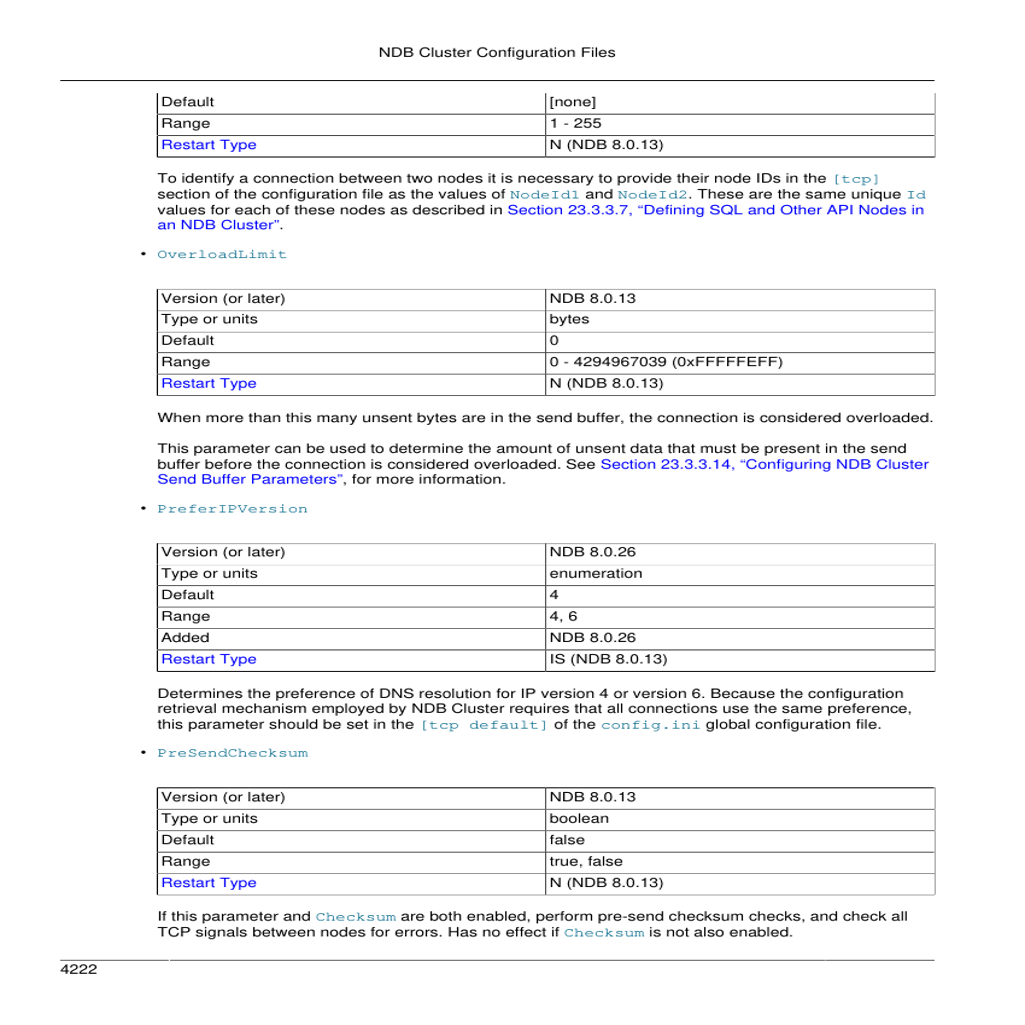 NDB Cluster Configuration Files
Default [none]
Range 1 - 255
Restart Type N (NDB 8.0.13)
To identify a connection between two nodes it is necessary to provide their node IDs in the [tcp]
section of the configuration file as the values of NodeId1 and NodeId2. These are the same unique Id
values for each of these nodes as described in Section 23.3.3.7, “Defining SQL and Other API Nodes in
an NDB Cluster”.
• OverloadLimit
Version (or later) NDB 8.0.13
Type or units bytes
Default 0
Range 0 - 4294967039 (0xFFFFFEFF)
Restart Type N (NDB 8.0.13)
When more than this many unsent bytes are in the send buffer, the connection is considered overloaded.
This parameter can be used to determine the amount of unsent data that must be present in the send
buffer before the connection is considered overloaded. See Section 23.3.3.14, “Configuring NDB Cluster
Send Buffer Parameters”, for more information.
• PreferIPVersion
Version (or later) NDB 8.0.26
Type or units enumeration
Default 4
Range 4, 6
Added NDB 8.0.26
Restart Type IS (NDB 8.0.13)
Determines the preference of DNS resolution for IP version 4 or version 6. Because the configuration
retrieval mechanism employed by NDB Cluster requires that all connections use the same preference,
this parameter should be set in the [tcp default] of the config.ini global configuration file.
• PreSendChecksum
Version (or later) NDB 8.0.13
Type or units boolean
Default false
Range true, false
Restart Type N (NDB 8.0.13)
If this parameter and Checksum are both enabled, perform pre-send checksum checks, and check all
TCP signals between nodes for errors. Has no effect if Checksum is not also enabled.
4222